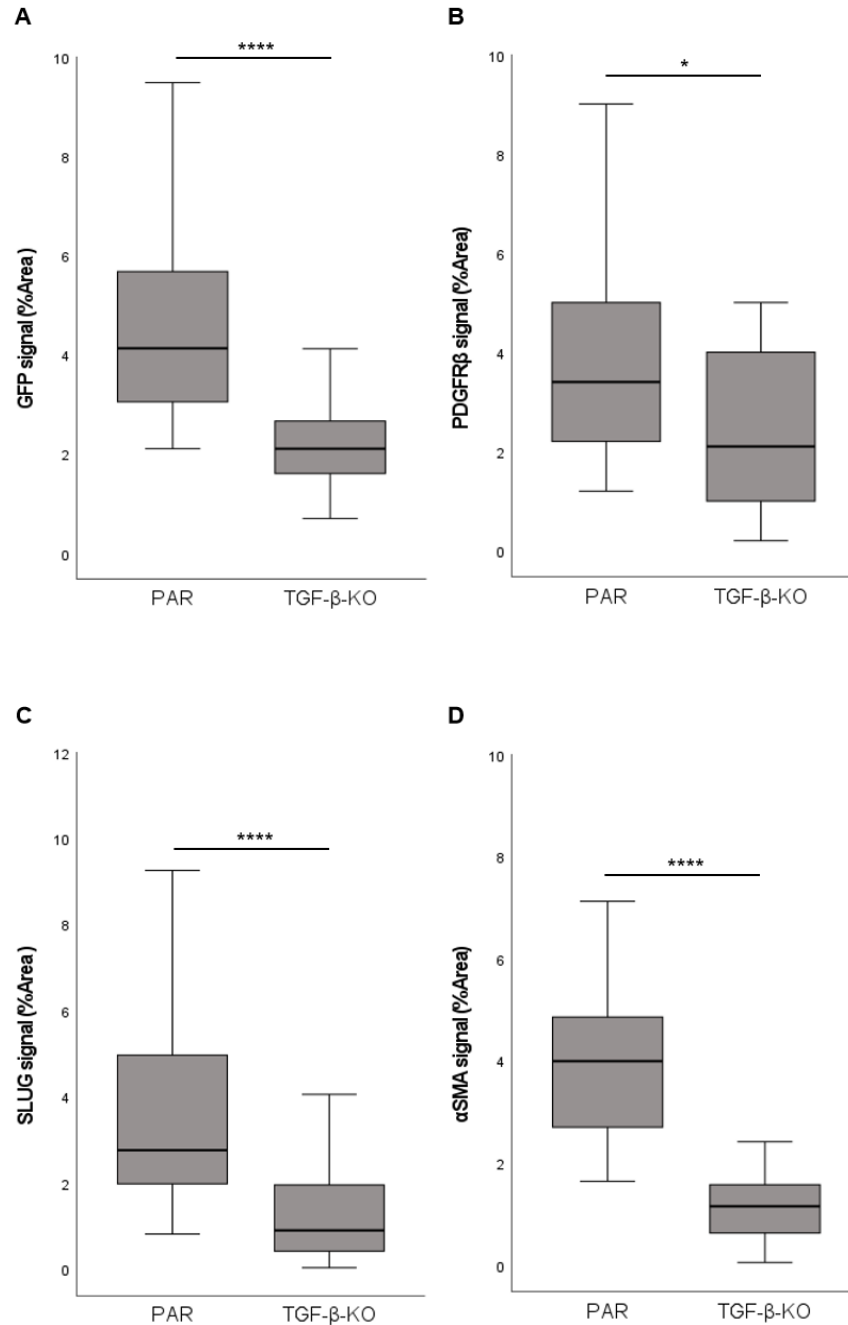 A
****
10
8
6
4
2
0
GFP signal (%Area)
PAR
TGF-β-KO
B
*
10
8
6
4
2
0
PDGFRβ signal (%Area)
PAR
TGF-β-KO
C
****
12
10
8
6
4
2
0
SLUG signal (%Area)
PAR
TGF-β-KO
D
****
10
8
6
4
2
0
αSMA signal (%Area)
PAR
TGF-β-KO